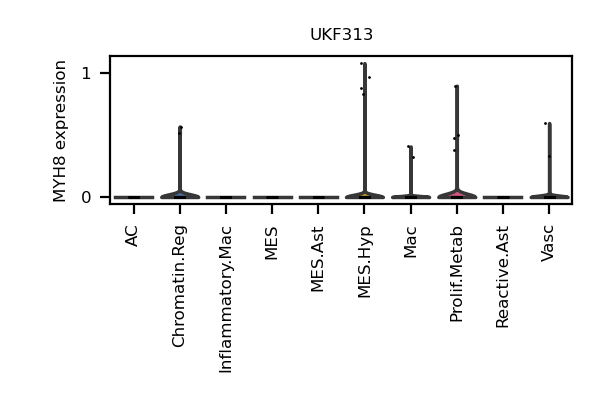 UKF313
MYH8 expression
1
0
AC
Chromatin.Reg
Inflammatory.Mac
MES
MES.Ast
MES.Hyp
Mac
Prolif.Metab
Reactive.Ast
Vasc